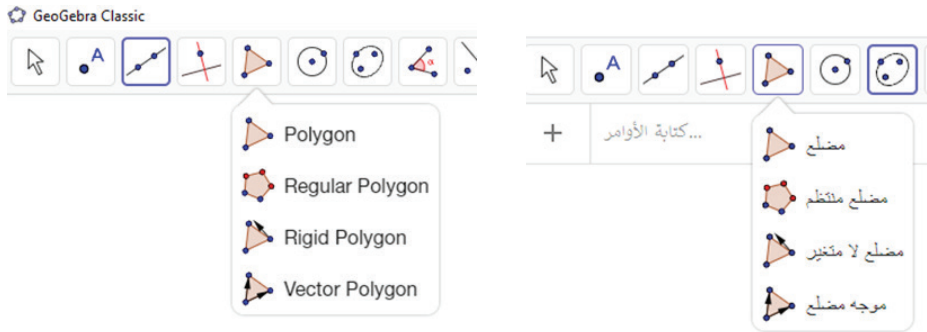 GeoGebra Classic
A
α
Polygon
Regular Polygon
Rigid Polygon
Vector Polygon
A
كتابة الأوامر...
مضلع
مضلع منتظم
مضلع لا متغير
موجه مضلع